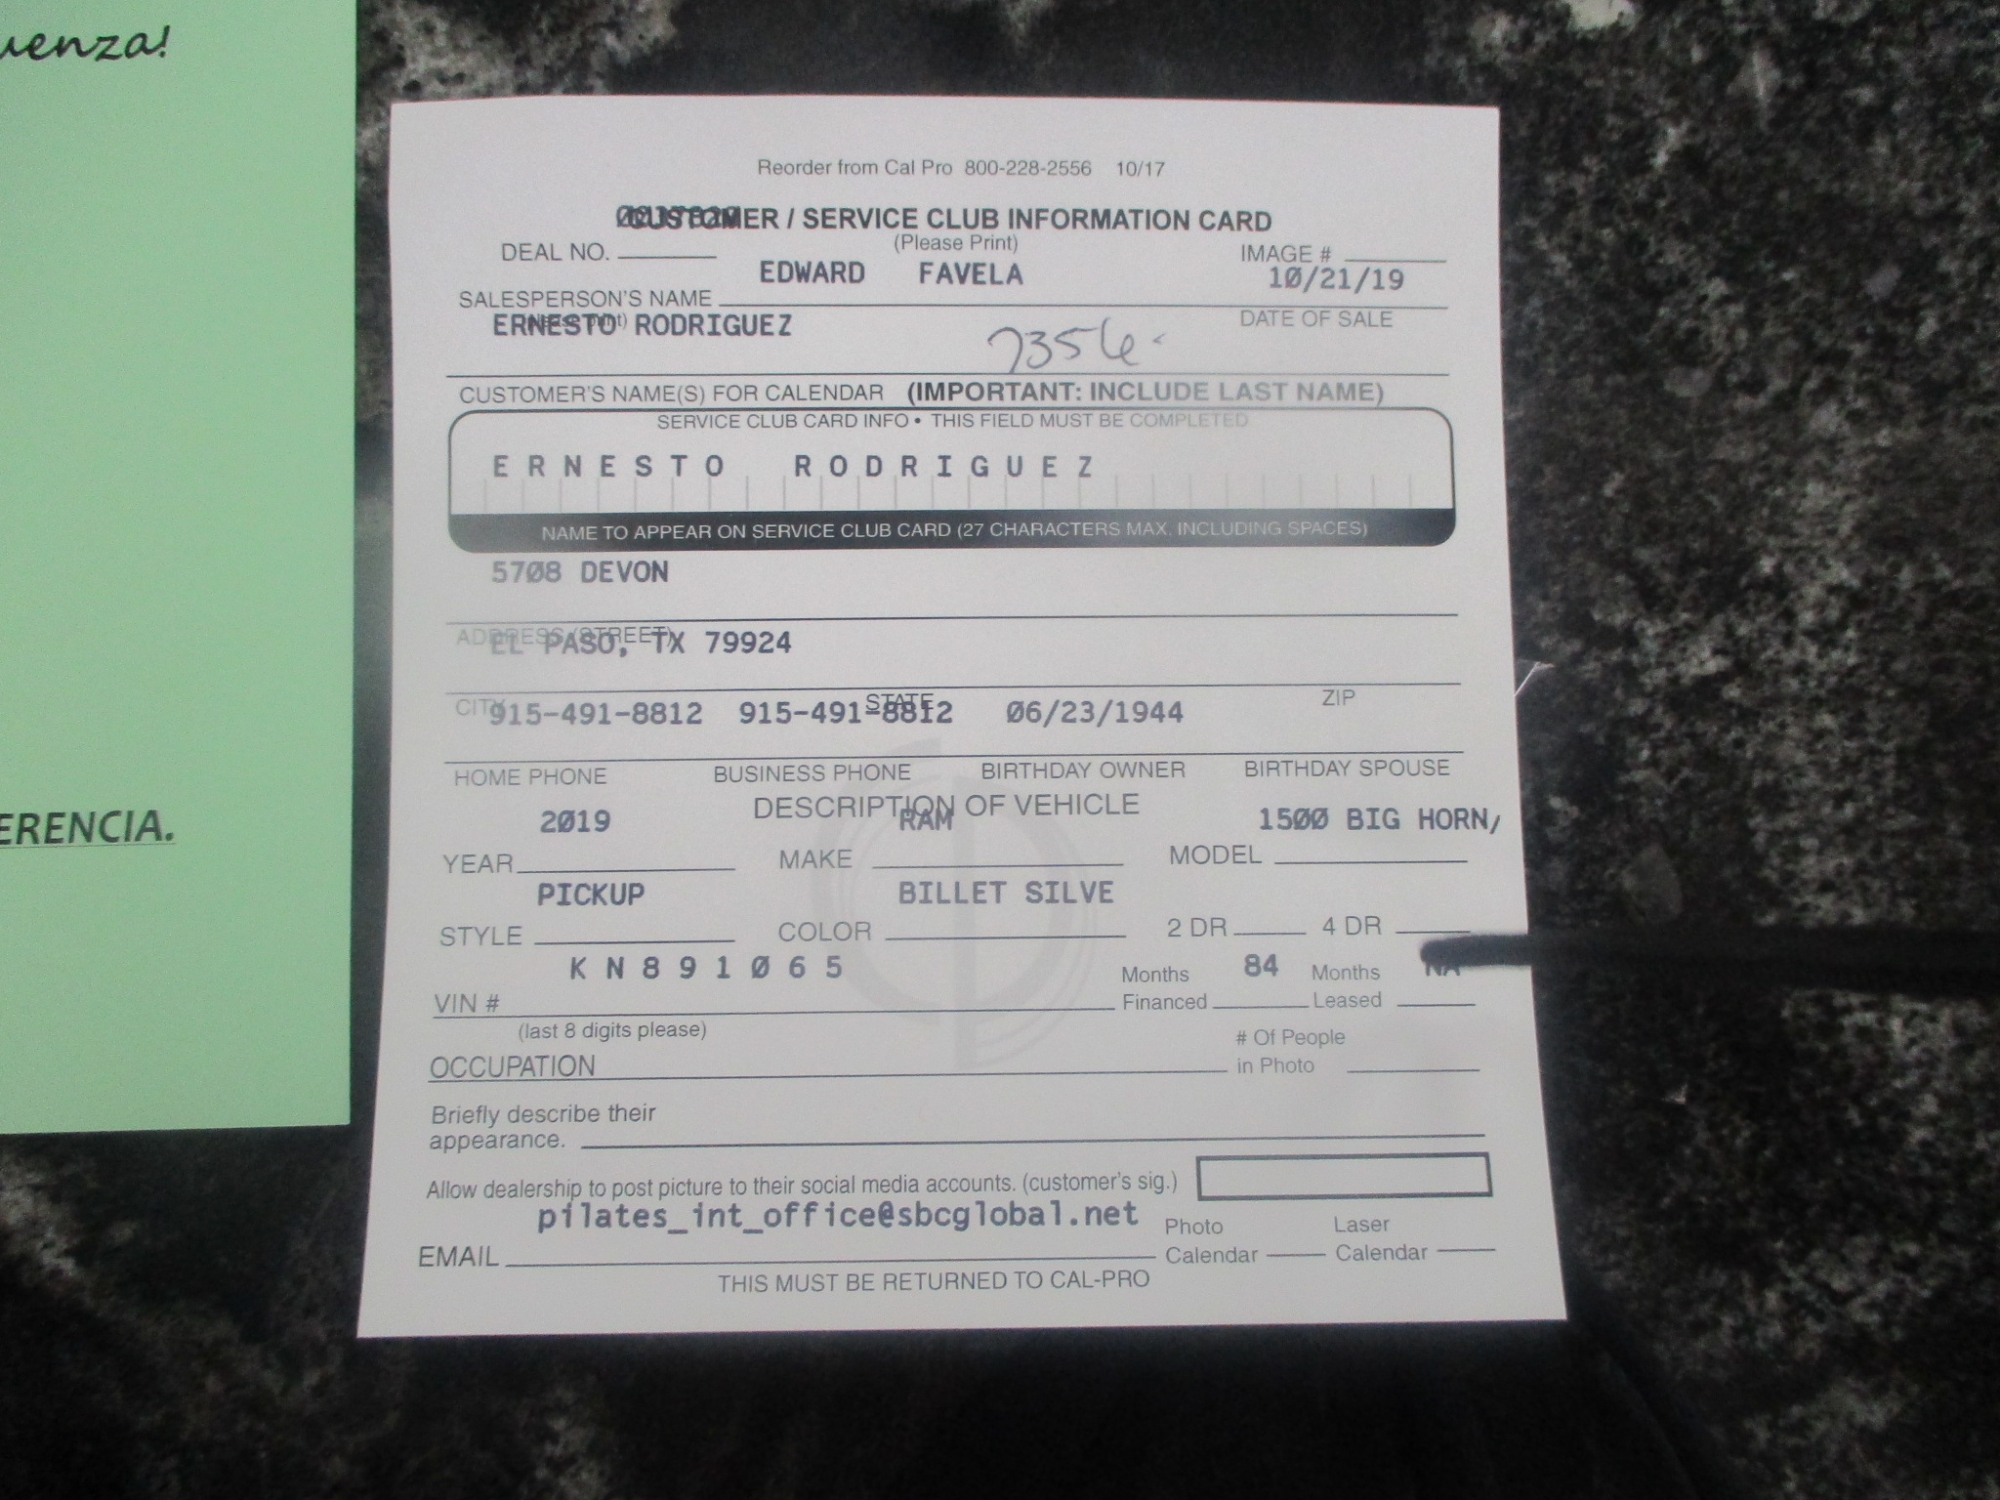 uenza!
ERENCIA.
Reorder from Cal Pro 800-228-2556 10/17
CUSTOMER / SERVICE CLUB INFORMATION CARD
(Please Print)
DEAL NO.
IMAGE #
EDWARD FAVELA
10/21/19
SALESPERSON'S NAME
DATE OF SALE
ERNESTO RODRIGUEZ
7356
CUSTOMER'S NAME(S) FOR CALENDAR (IMPORTANT: INCLUDE LAST NAME)
SERVICE CLUB CARD INFO • THIS FIELD MUST BE COMPLETED
ERNESTO RODRIGUEZ
NAME TO APPEAR ON SERVICE CLUB CARD (27 CHARACTERS MAX. INCLUDING SPACES)
5708 DEVON
ADDRESS (STREET)
EL PASO, TX 79924
CITY STATE ZIP
915-491-8812 915-491-8812 06/23/1944
HOME PHONE BUSINESS PHONE BIRTHDAY OWNER BIRTHDAY SPOUSE
DESCRIPTION OF VEHICLE
2019 RAM 1500 BIG HORN/
YEAR MAKE MODEL
PICKUP BILLET SILVE
STYLE COLOR 2 DR 4 DR
KN891065 84 NA
VIN # Months Financed Months Leased
(last 8 digits please)
OCCUPATION # Of People in Photo
Briefly describe their
appearance.
Allow dealership to post picture to their social media accounts. (customer's sig.)
pilates_int_office@sbcglobal.net
EMAIL Photo Calendar Laser Calendar
THIS MUST BE RETURNED TO CAL-PRO